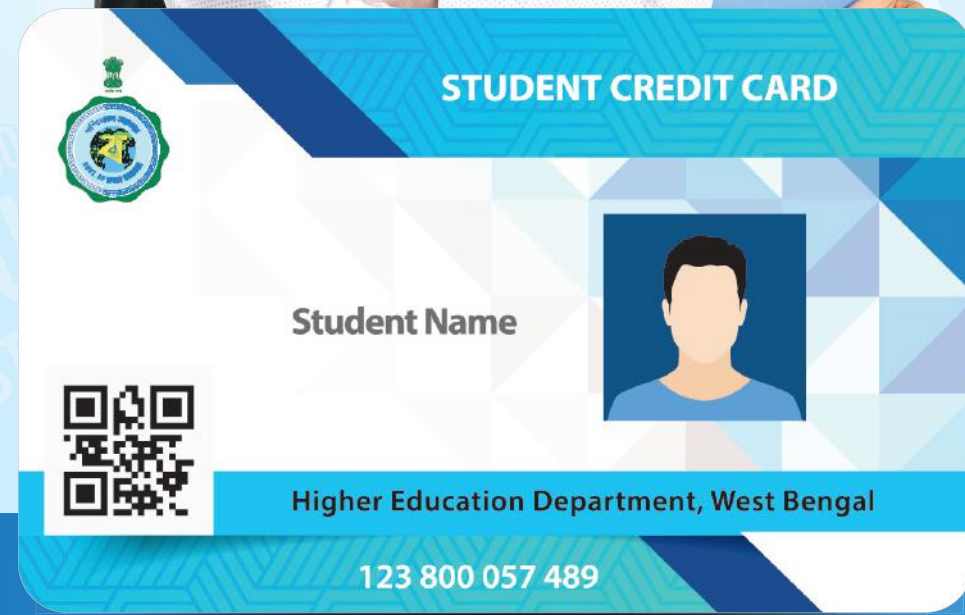 STUDENT CREDIT CARD
Student Name
Higher Education Department, West Bengal
123 800 057 489